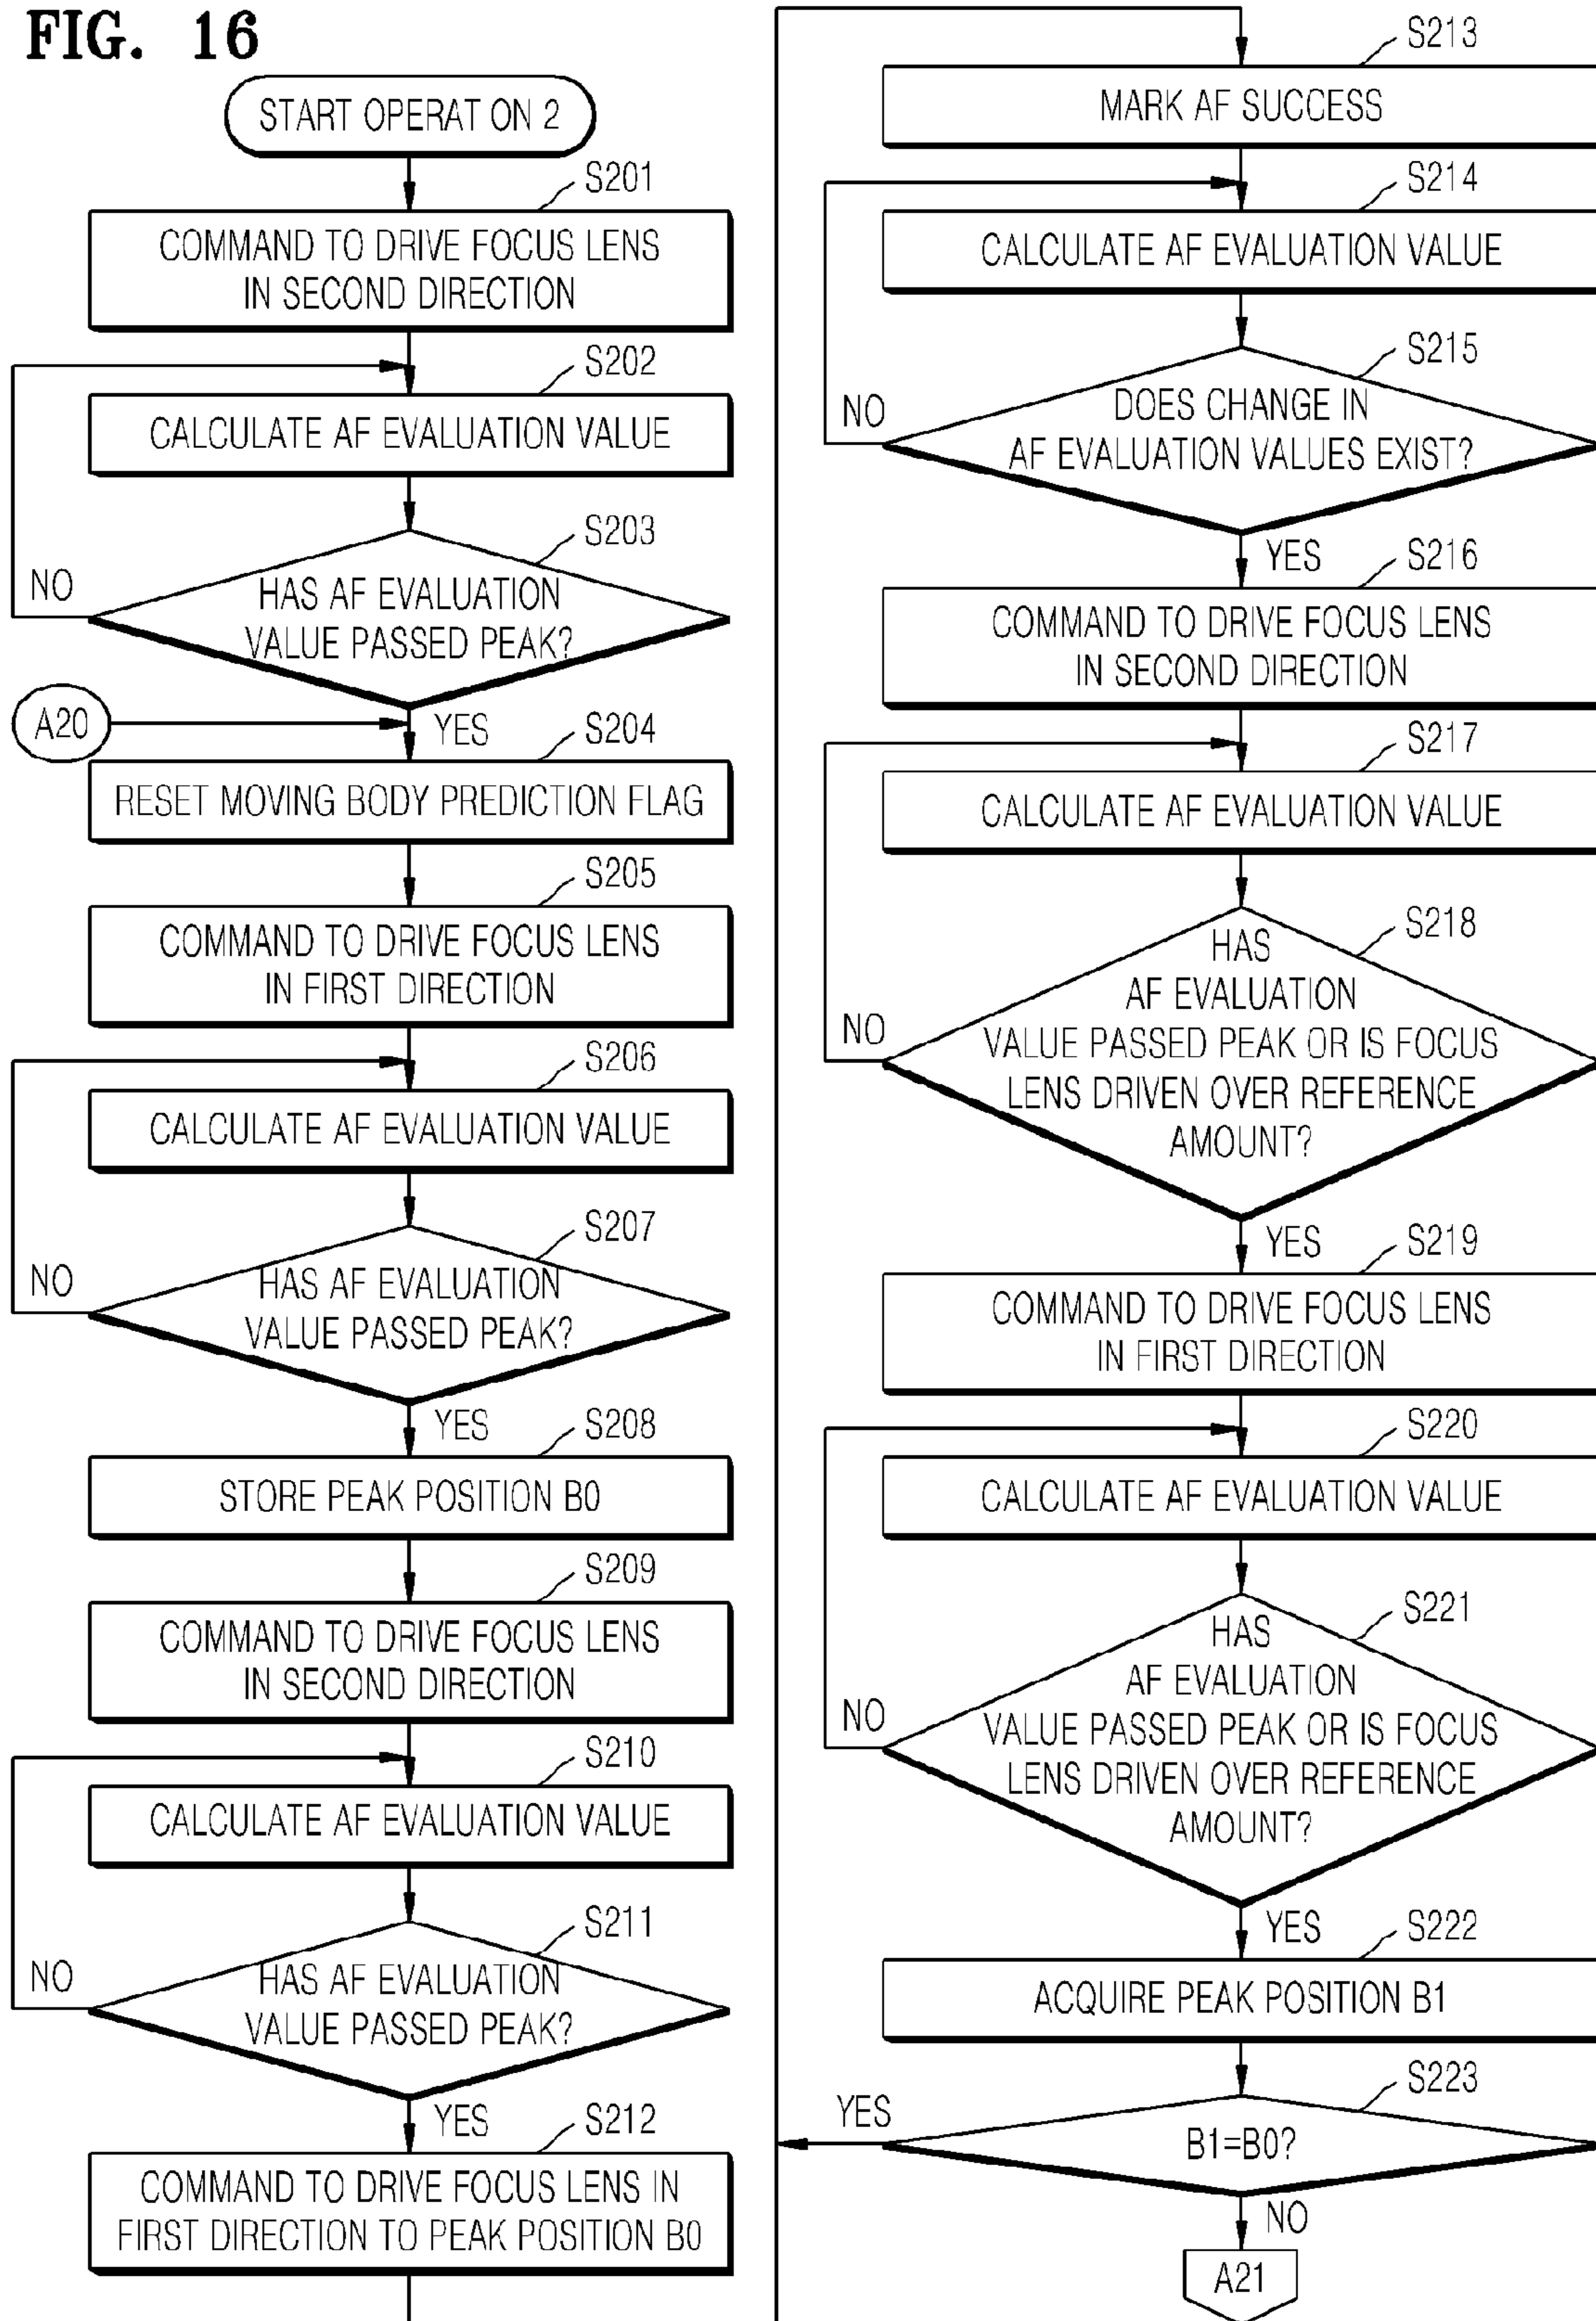 FIG. 16
START OPERAT ON 2
S201
COMMAND TO DRIVE FOCUS LENS
IN SECOND DIRECTION
S202
CALCULATE AF EVALUATION VALUE
S203
HAS AF EVALUATION
VALUE PASSED PEAK?
NO
YES
A20
S204
RESET MOVING BODY PREDICTION FLAG
S205
COMMAND TO DRIVE FOCUS LENS
IN FIRST DIRECTION
S206
CALCULATE AF EVALUATION VALUE
S207
HAS AF EVALUATION
VALUE PASSED PEAK?
NO
YES
S208
STORE PEAK POSITION B0
S209
COMMAND TO DRIVE FOCUS LENS
IN SECOND DIRECTION
S210
CALCULATE AF EVALUATION VALUE
S211
HAS AF EVALUATION
VALUE PASSED PEAK?
NO
YES
S212
COMMAND TO DRIVE FOCUS LENS IN
FIRST DIRECTION TO PEAK POSITION B0
S213
MARK AF SUCCESS
S214
CALCULATE AF EVALUATION VALUE
S215
DOES CHANGE IN
AF EVALUATION VALUES EXIST?
NO
YES
S216
COMMAND TO DRIVE FOCUS LENS
IN SECOND DIRECTION
S217
CALCULATE AF EVALUATION VALUE
S218
HAS
AF EVALUATION
VALUE PASSED PEAK OR IS FOCUS
LENS DRIVEN OVER REFERENCE
AMOUNT?
NO
YES
S219
COMMAND TO DRIVE FOCUS LENS
IN FIRST DIRECTION
S220
CALCULATE AF EVALUATION VALUE
S221
HAS
AF EVALUATION
VALUE PASSED PEAK OR IS FOCUS
LENS DRIVEN OVER REFERENCE
AMOUNT?
NO
YES
S222
ACQUIRE PEAK POSITION B1
S223
B1=B0?
YES
NO
A21